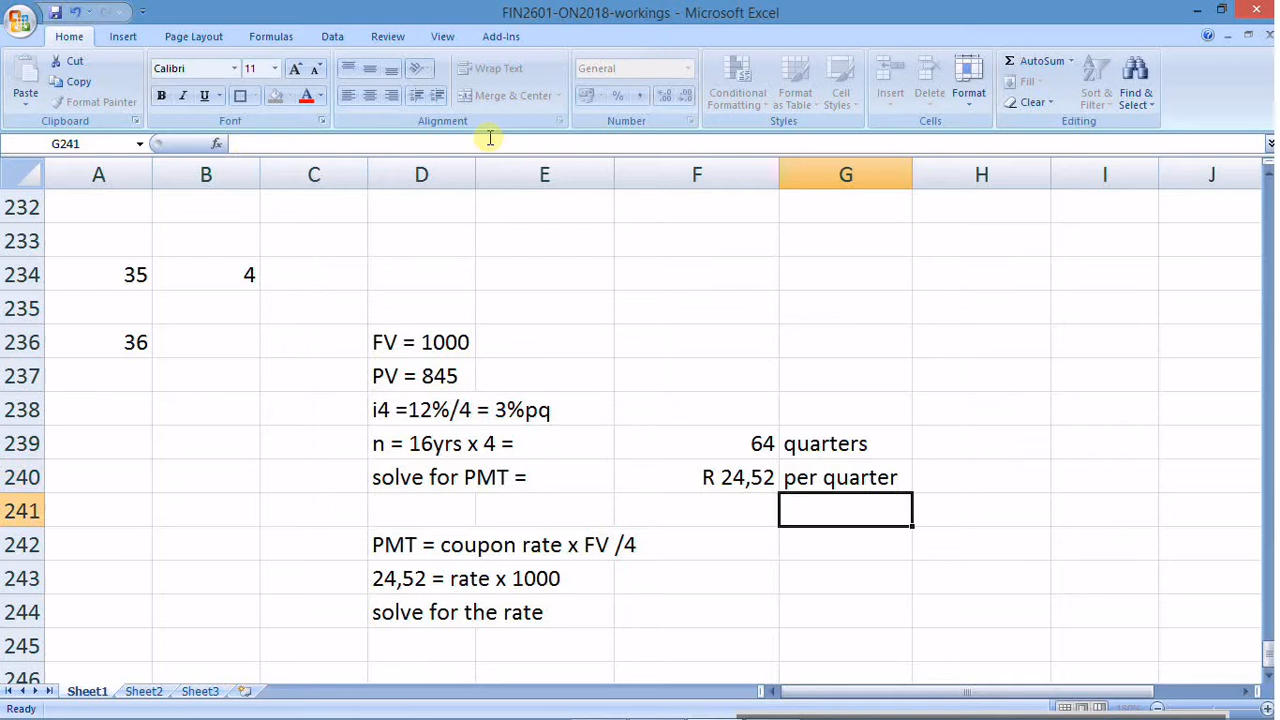 FIN2601-ON2018-workings - Microsoft Excel
Home Insert Page Layout Formulas Data Review View Add-Ins
Paste Cut Copy Format Painter Clipboard
Calibri 11 B I U A Font
Wrap Text Merge & Center Alignment
General % , Number
Conditional Formatting Format as Table Cell Styles Styles
Insert Delete Format Cells
Σ AutoSum Fill Clear Sort & Filter Find & Select Editing
G241 fx
A B C D E F G H I J
232
233
234 35 4
235
236 36 FV = 1000
237 PV = 845
238 i4 =12%/4 = 3%pq
239 n = 16yrs x 4 = 64 quarters
240 solve for PMT = R 24,52 per quarter
241
242 PMT = coupon rate x FV /4
243 24,52 = rate x 1000
244 solve for the rate
245
246
Sheet1 Sheet2 Sheet3
Ready